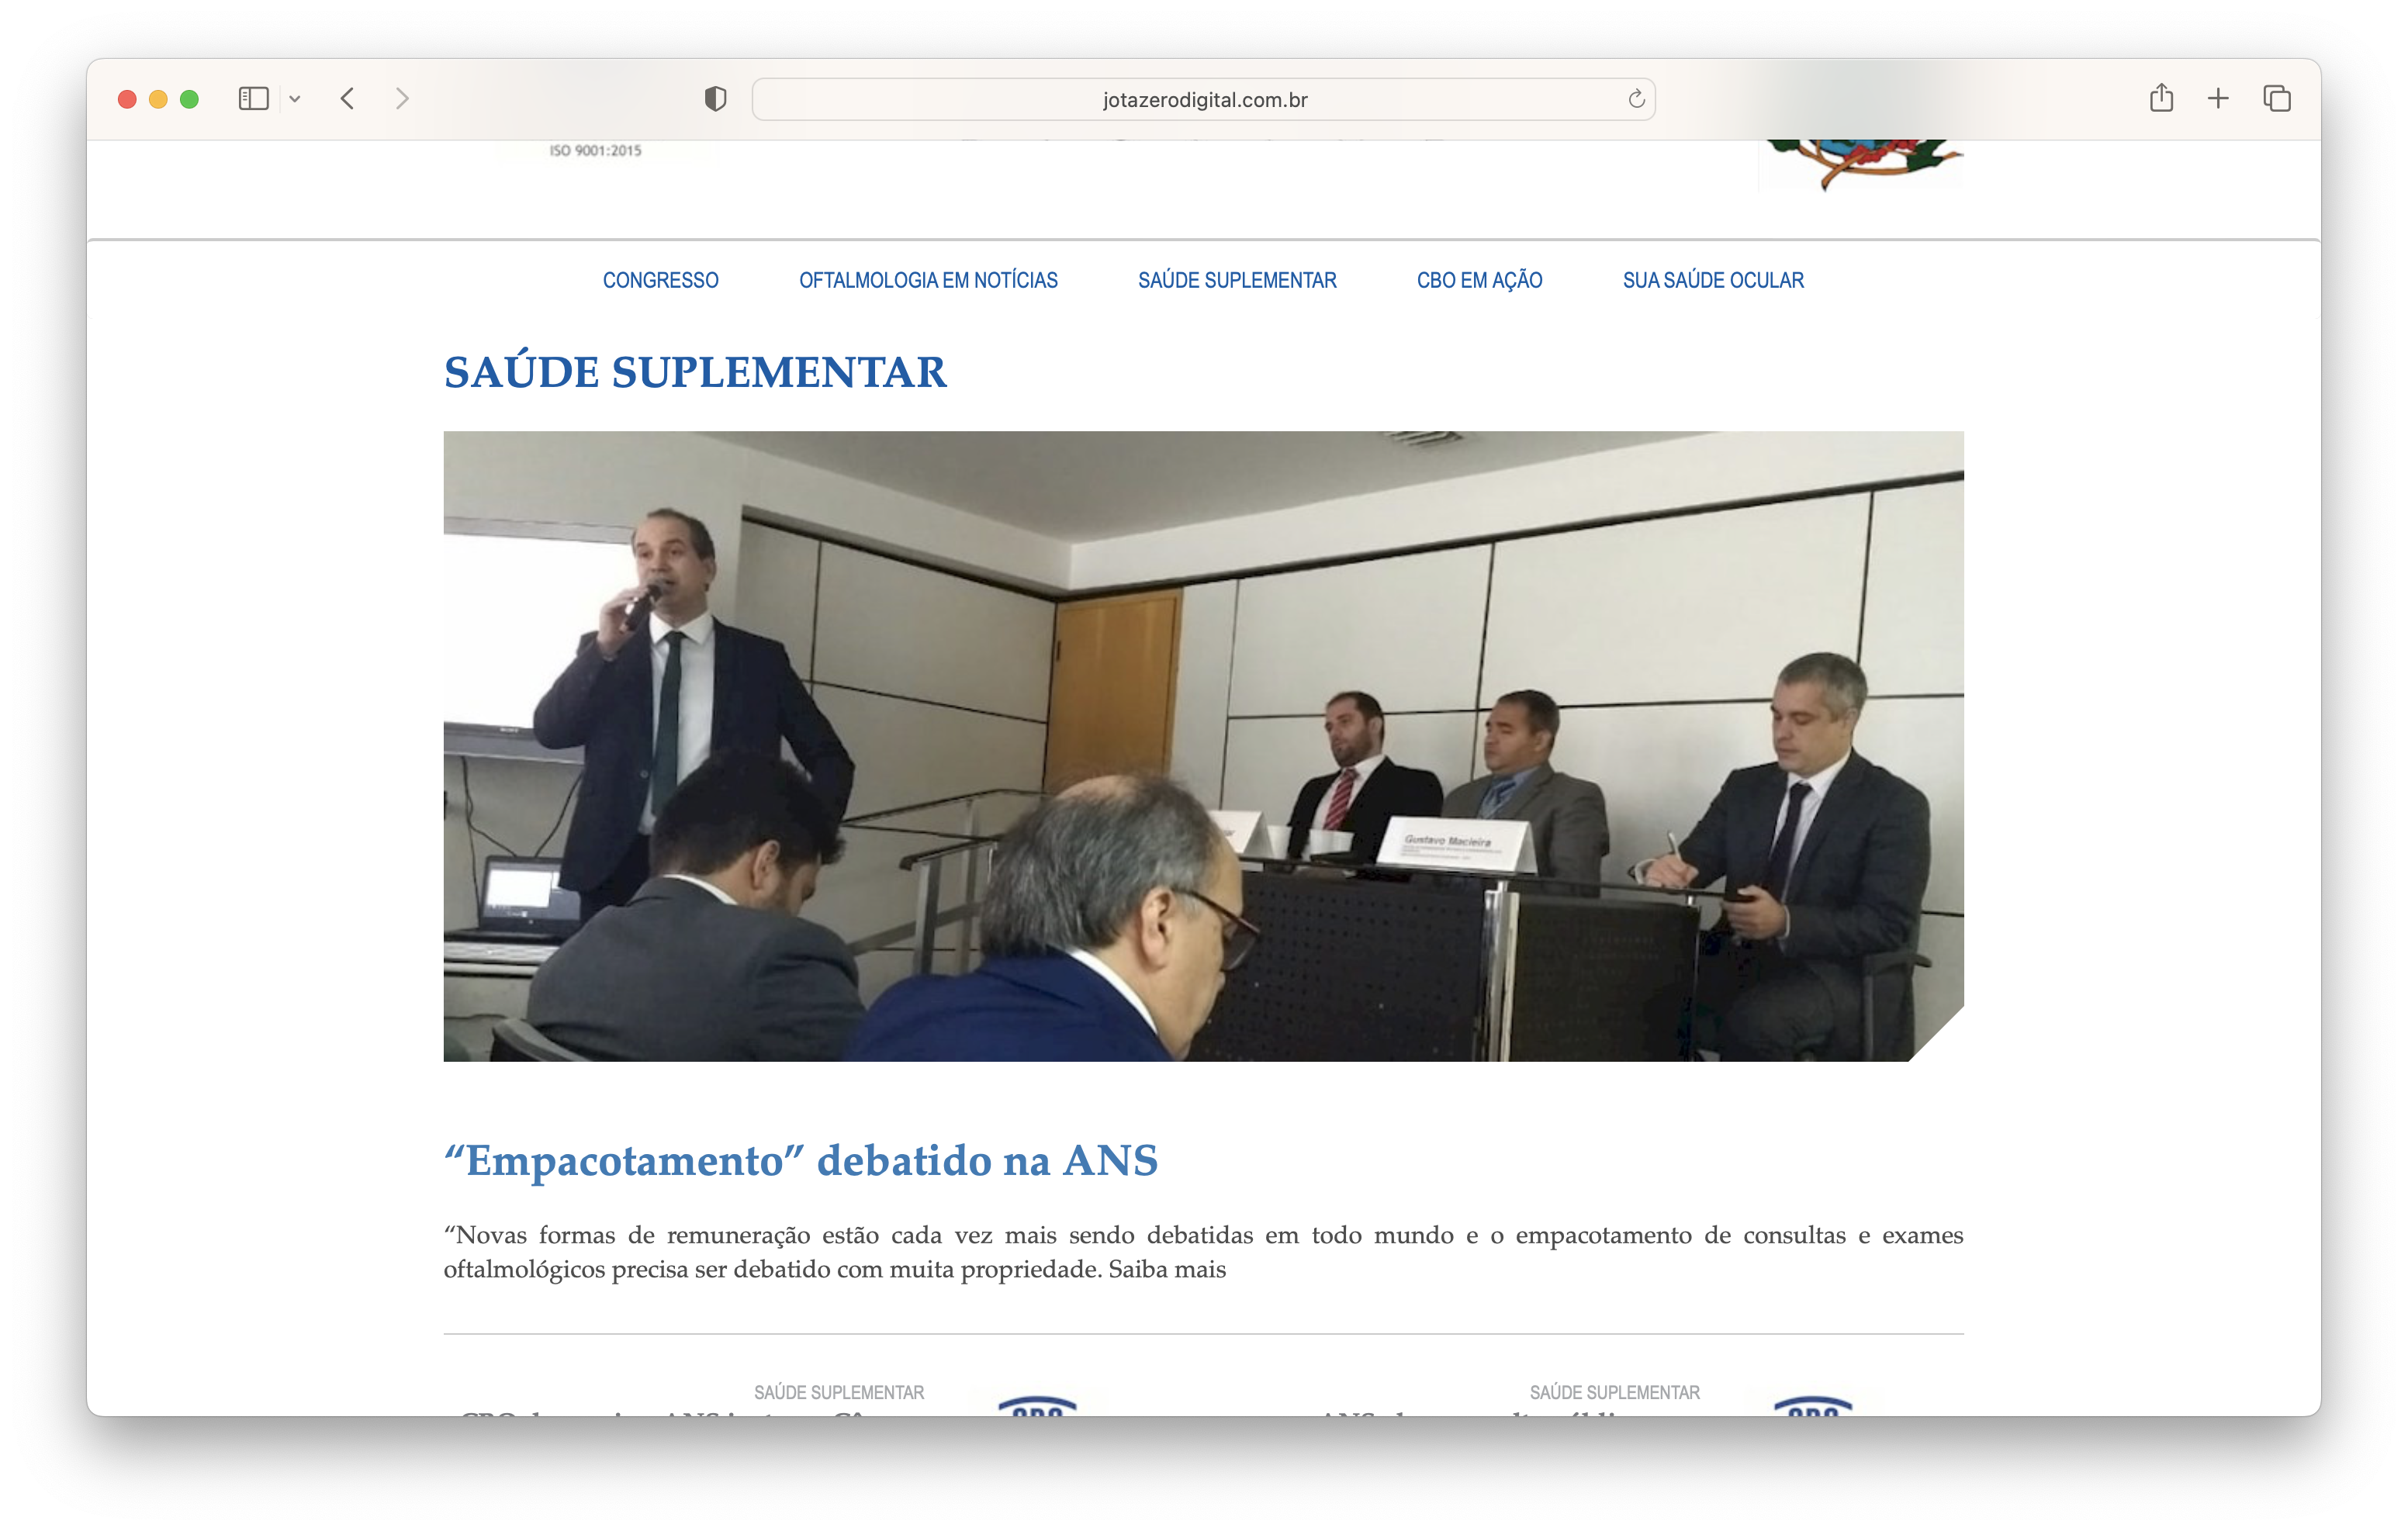 jotazerodigital.com.br
ISO 9001:2015
CONGRESSO OFTALMOLOGIA EM NOTÍCIAS SAÚDE SUPLEMENTAR CBO EM AÇÃO SUA SAÚDE OCULAR
SAÚDE SUPLEMENTAR
Gustavo Macieira
“Empacotamento” debatido na ANS
“Novas formas de remuneração estão cada vez mais sendo debatidas em todo mundo e o empacotamento de consultas e exames
oftalmológicos precisa ser debatido com muita propriedade. Saiba mais
SAÚDE SUPLEMENTAR
SAÚDE SUPLEMENTAR